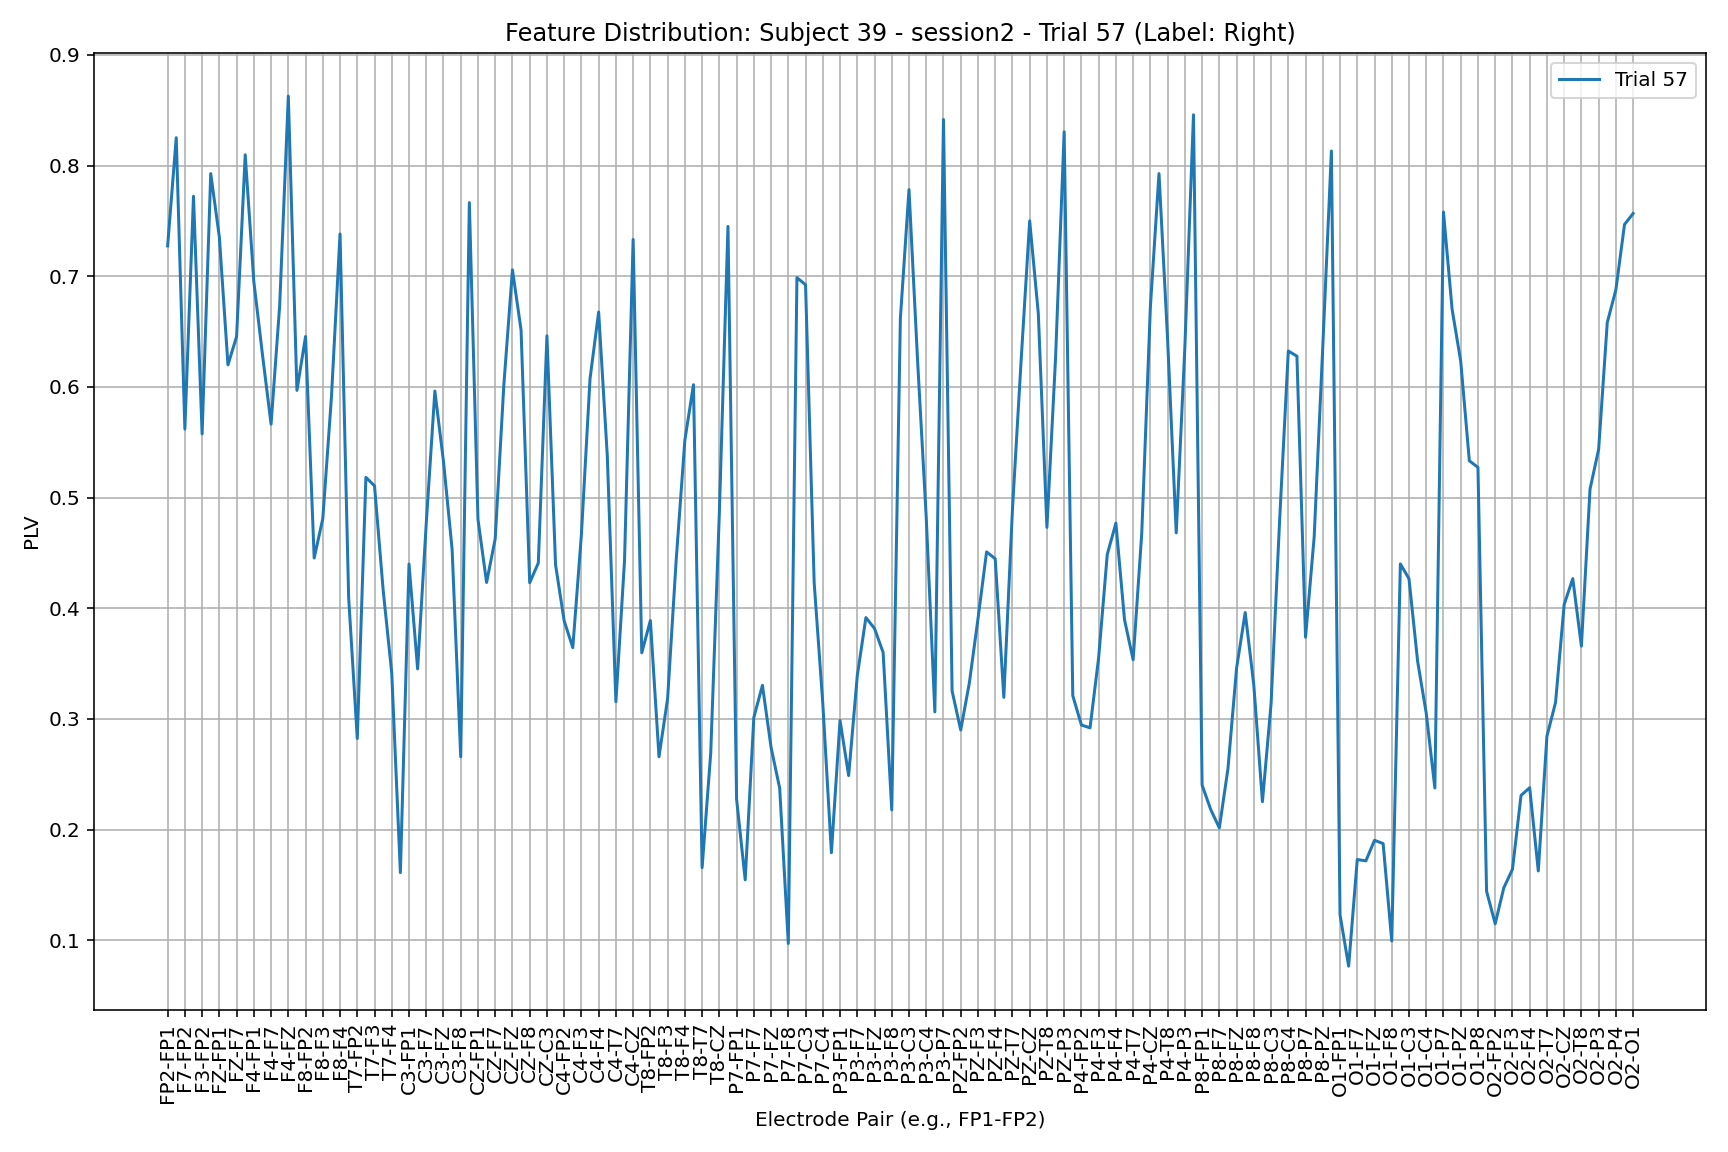 Feature Distribution: Subject 39 - session2 - Trial 57 (Label: Right)
Trial 57
PLV
0.9
0.8
0.7
0.6
0.5
0.4
0.3
0.2
0.1
FP2-FP1
F7-FP2
F3-FP2
FZ-FP1
FZ-F7
F4-FP1
F4-F7
F4-FZ
F8-FP2
F8-F3
F8-F4
T7-FP2
T7-F3
T7-F4
C3-FP1
C3-F7
C3-FZ
C3-F8
CZ-FP1
CZ-F7
CZ-FZ
CZ-F8
CZ-C3
C4-FP2
C4-F3
C4-F4
C4-T7
C4-CZ
T8-FP2
T8-F3
T8-F4
T8-T7
T8-CZ
P7-FP1
P7-F7
P7-FZ
P7-F8
P7-C3
P7-C4
P3-FP1
P3-F7
P3-FZ
P3-F8
P3-C3
P3-C4
P3-P7
PZ-FP2
PZ-F3
PZ-F4
PZ-T7
PZ-CZ
PZ-T8
PZ-P3
P4-FP2
P4-F3
P4-F4
P4-T7
P4-CZ
P4-T8
P4-P3
P8-FP1
P8-F7
P8-FZ
P8-F8
P8-C3
P8-C4
P8-P7
P8-PZ
O1-FP1
O1-F7
O1-FZ
O1-F8
O1-C3
O1-C4
O1-P7
O1-PZ
O1-P8
O2-FP2
O2-F3
O2-F4
O2-T7
O2-CZ
O2-T8
O2-P3
O2-P4
O2-O1
Electrode Pair (e.g., FP1-FP2)